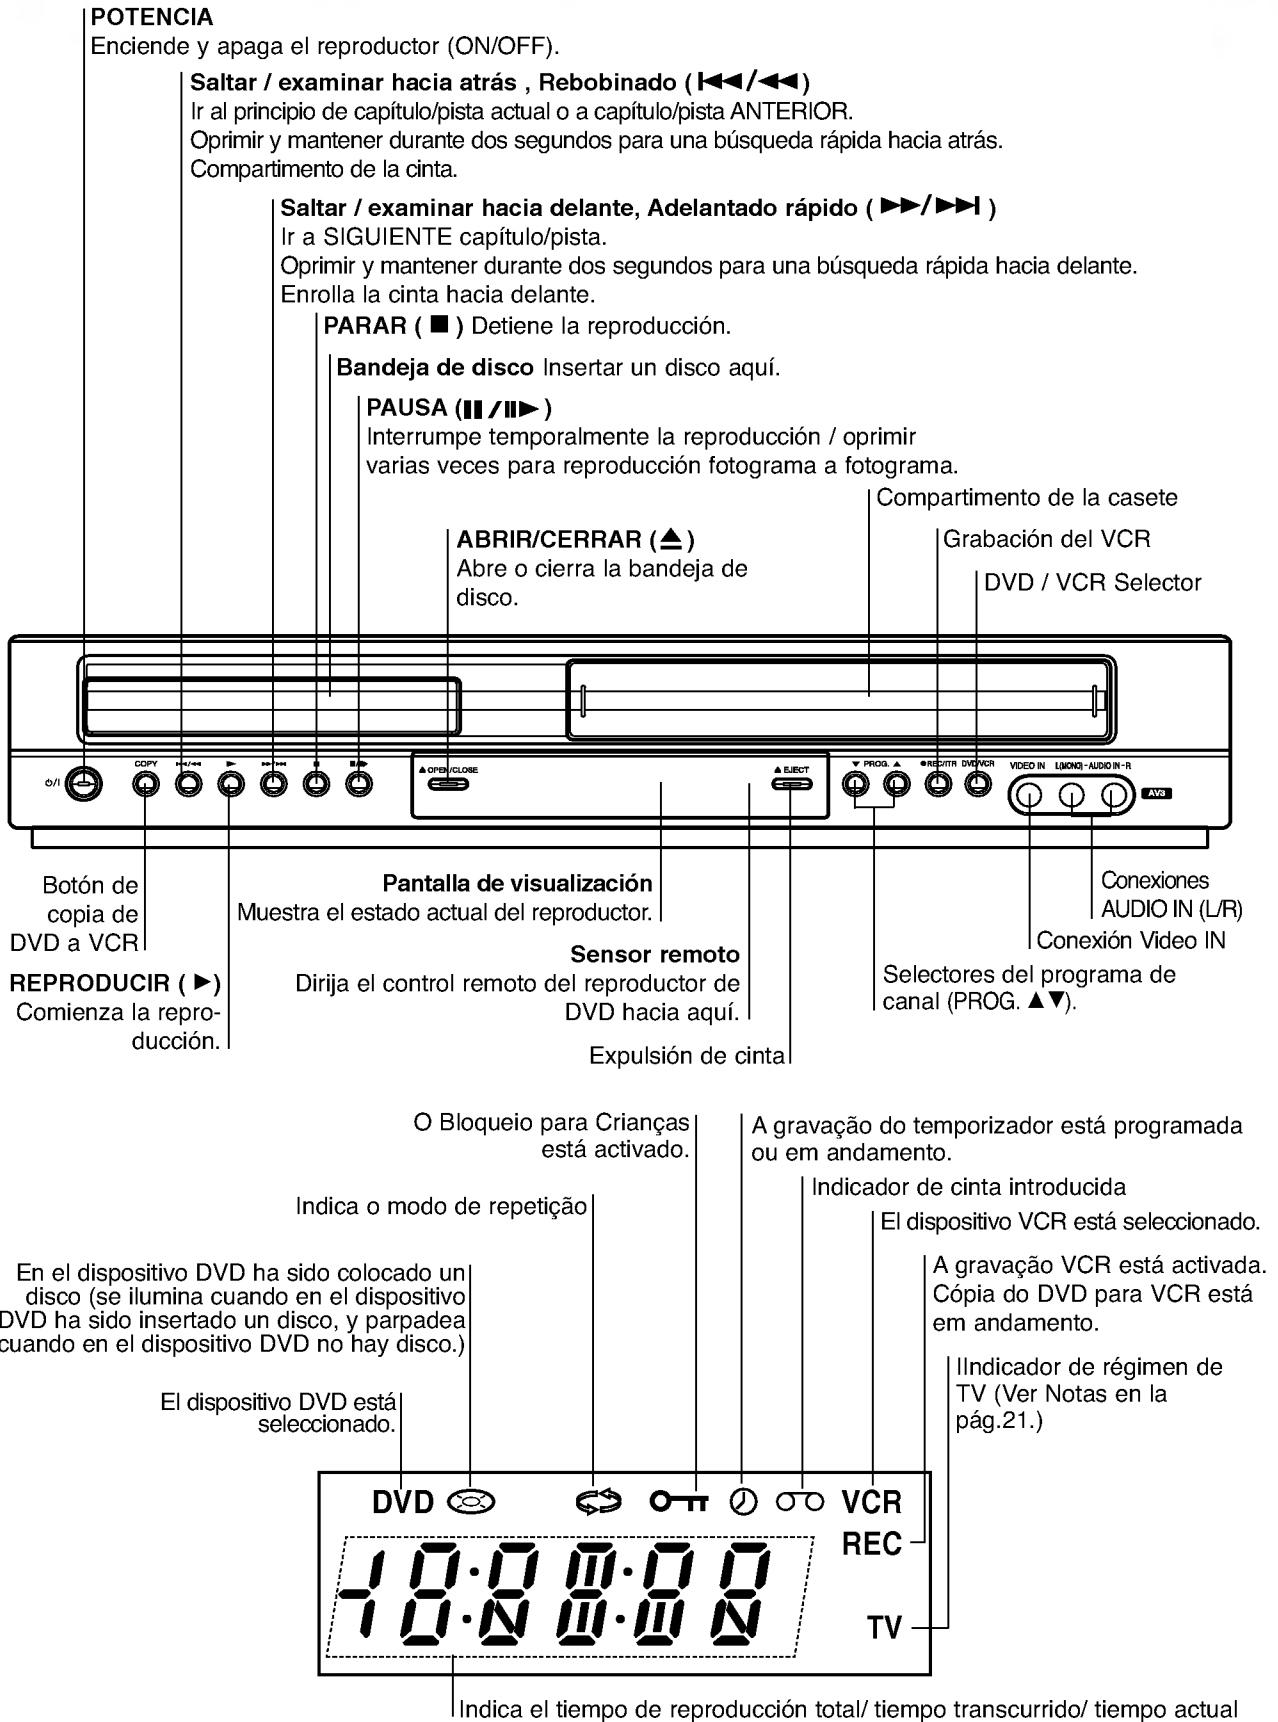 POTENCIA
Enciende y apaga el reproductor (ON/OFF).
Saltar / examinar hacia atrás , Rebobinado (⏮/◀◀)
Ir al principio de capítulo/pista actual o a capítulo/pista ANTERIOR.
Oprimir y mantener durante dos segundos para una búsqueda rápida hacia atrás.
Compartimento de la cinta.
Saltar / examinar hacia delante, Adelantado rápido ( ▶▶/▶▶I )
Ir a SIGUIENTE capítulo/pista.
Oprimir y mantener durante dos segundos para una búsqueda rápida hacia delante.
Enrolla la cinta hacia delante.
PARAR ( ■ ) Detiene la reproducción.
Bandeja de disco Insertar un disco aquí.
PAUSA (II /II▶ )
Interrumpe temporalmente la reproducción / oprimir
varias veces para reproducción fotograma a fotograma.
Compartimento de la casete
ABRIR/CERRAR (⏏)
Abre o cierra la bandeja de
disco.
Grabación del VCR
DVD / VCR Selector
⏻/I
COPY
I◀◀/◀◀
▶
▶▶/▶▶I
■
▲ OPEN/CLOSE
▲ EJECT
▼ PROG. ▲
●REC/ITR
DVD/VCR
VIDEO IN
L(MONO) - AUDIO IN - R
AV3
Botón de
copia de
DVD a VCR
REPRODUCIR ( ▶)
Comienza la repro-
ducción.
Pantalla de visualización
Muestra el estado actual del reproductor.
Sensor remoto
Dirija el control remoto del reproductor de
DVD hacia aquí.
Expulsión de cinta
Conexiones
AUDIO IN (L/R)
Conexión Video IN
Selectores del programa de
canal (PROG. ▲▼).
O Bloqueio para Crianças
está activado.
A gravação do temporizador está programada
ou em andamento.
Indica o modo de repetição
Indicador de cinta introducida
El dispositivo VCR está seleccionado.
En el dispositivo DVD ha sido colocado un
disco (se ilumina cuando en el dispositivo
DVD ha sido insertado un disco, y parpadea
cuando en el dispositivo DVD no hay disco.)
A gravação VCR está activada.
Cópia do DVD para VCR está
em andamento.
IIndicador de régimen de
TV (Ver Notas en la
pág.21.)
El dispositivo DVD está
seleccionado.
DVD
VCR
REC
TV
Indica el tiempo de reproducción total/ tiempo transcurrido/ tiempo actual